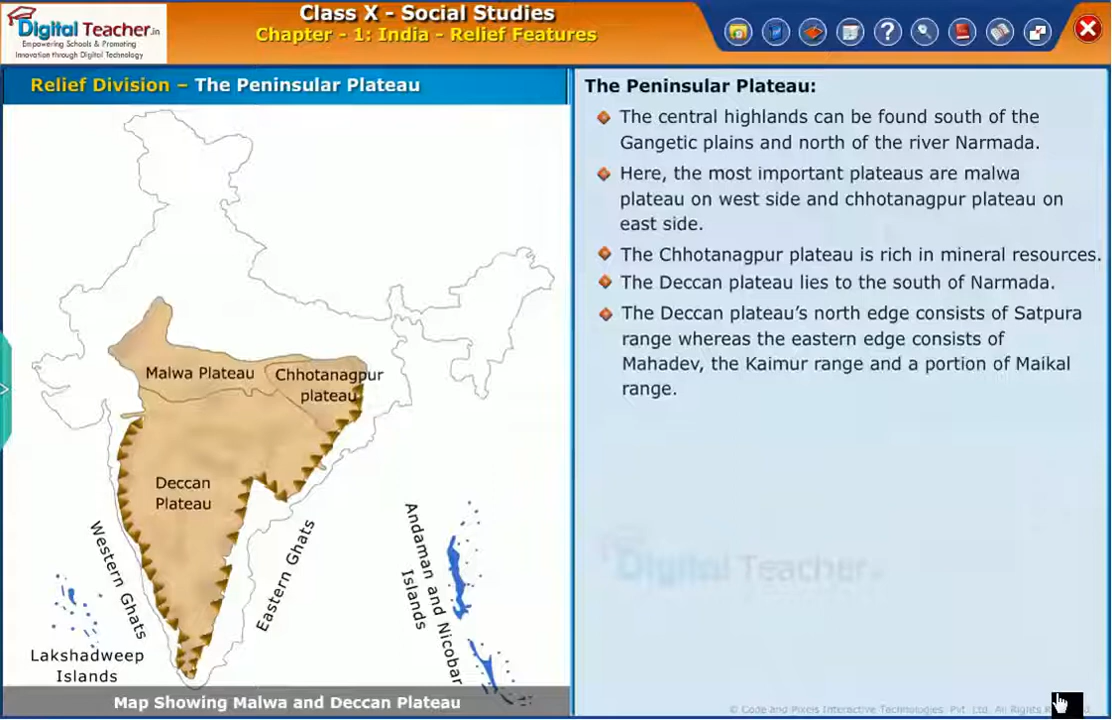 Digital Teacher.in
Empowering Schools & Promoting
Innovation through Digital Technology
Class X - Social Studies
Chapter - 1: India - Relief Features
Relief Division – The Peninsular Plateau
Malwa Plateau
Chhotanagpur
plateau
Deccan
Plateau
Western Ghats
Eastern Ghats
Andaman and Nicobar
Islands
Lakshadweep
Islands
Map Showing Malwa and Deccan Plateau
The Peninsular Plateau:
The central highlands can be found south of the
Gangetic plains and north of the river Narmada.
Here, the most important plateaus are malwa
plateau on west side and chhotanagpur plateau on
east side.
The Chhotanagpur plateau is rich in mineral resources.
The Deccan plateau lies to the south of Narmada.
The Deccan plateau's north edge consists of Satpura
range whereas the eastern edge consists of
Mahadev, the Kaimur range and a portion of Maikal
range.
Digital Teacher.in
© Code and Pixels Interactive Technologies. Pvt. Ltd. All Rights